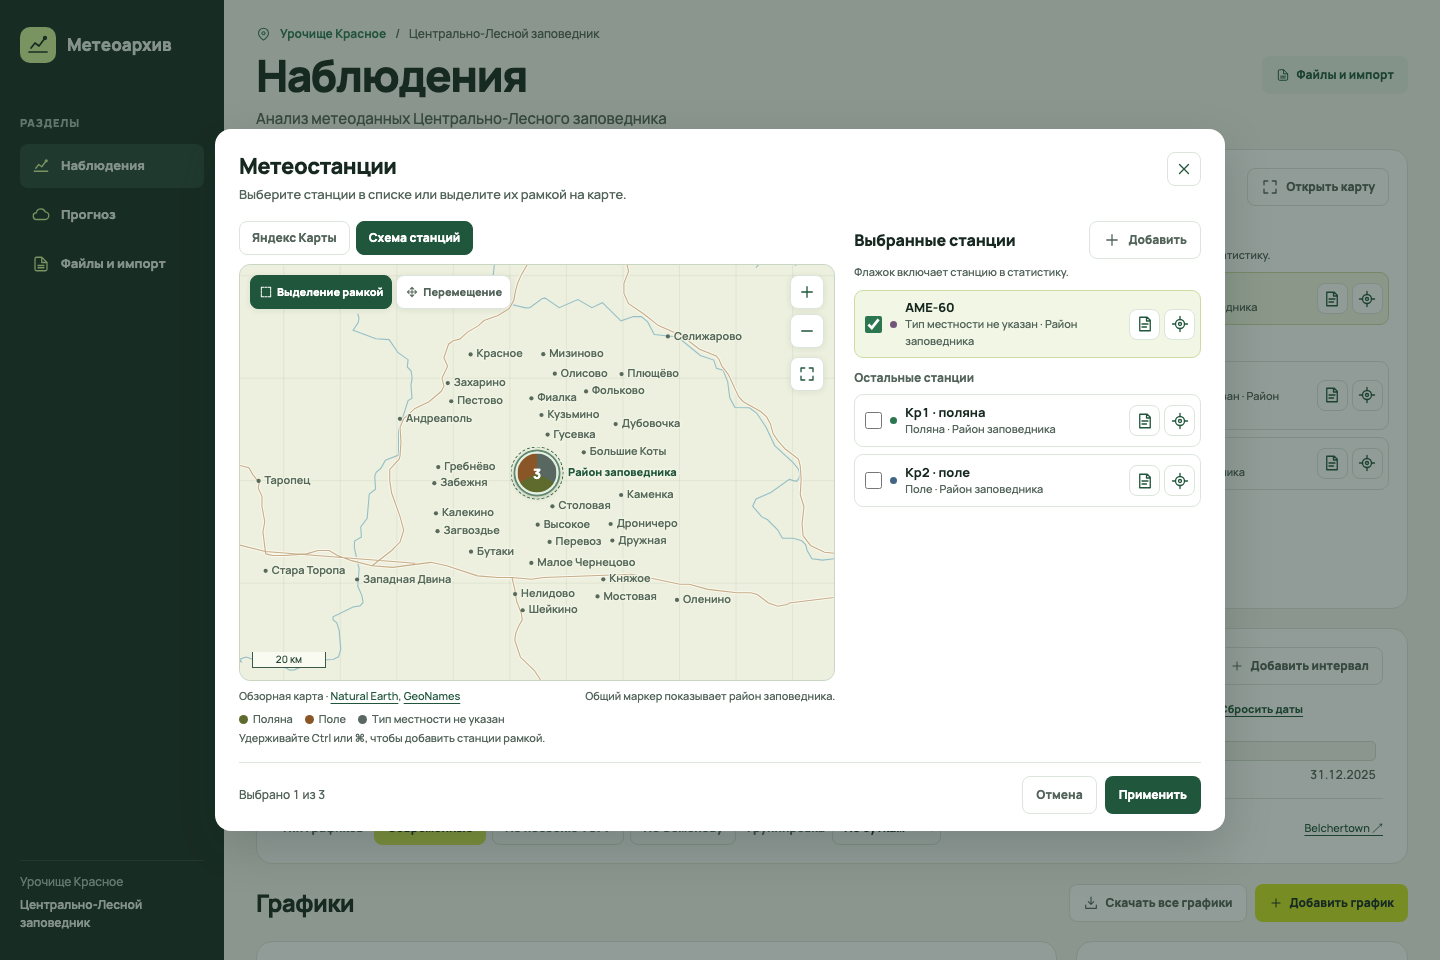 Метеоархив
РАЗДЕЛЫ
Наблюдения
Прогноз
Файлы и импорт
Урочище Красное
Центрально-Лесной
заповедник
Урочище Красное / Центрально-Лесной заповедник
Наблюдения
Файлы и импорт
Анализ метеоданных Центрально-Лесного заповедника
Открыть карту
Метеостанции
Выберите станции в списке или выделите их рамкой на карте.
Яндекс Карты
Схема станций
Выделение рамкой
Перемещение
Селижарово
Красное
Мизиново
Олисово
Плющёво
Захарино
Фольково
Пестово
Фиалка
Андреаполь
Кузьмино
Дубовочка
Гусевка
Большие Коты
Гребнёво
3
Район заповедника
Таропец
Забежня
Каменка
Столовая
Калекино
Высокое
Дроничеро
Загвоздье
Перевоз
Дружная
Бутаки
Малое Чернецово
Стара Торопа
Западная Двина
Княжое
Нелидово
Мостовая
Оленино
Шейкино
20 км
Обзорная карта · Natural Earth, GeoNames
Общий маркер показывает район заповедника.
Поляна
Поле
Тип местности не указан
Удерживайте Ctrl или ⌘, чтобы добавить станции рамкой.
Выбранные станции
Добавить
Флажок включает станцию в статистику.
АМЕ-60
Тип местности не указан · Район
заповедника
Остальные станции
Кр1 · поляна
Поляна · Район заповедника
Кр2 · поле
Поле · Район заповедника
Выбрано 1 из 3
Отмена
Применить
Добавить интервал
Сбросить даты
31.12.2025
Belchertown
Графики
Скачать все графики
Добавить график